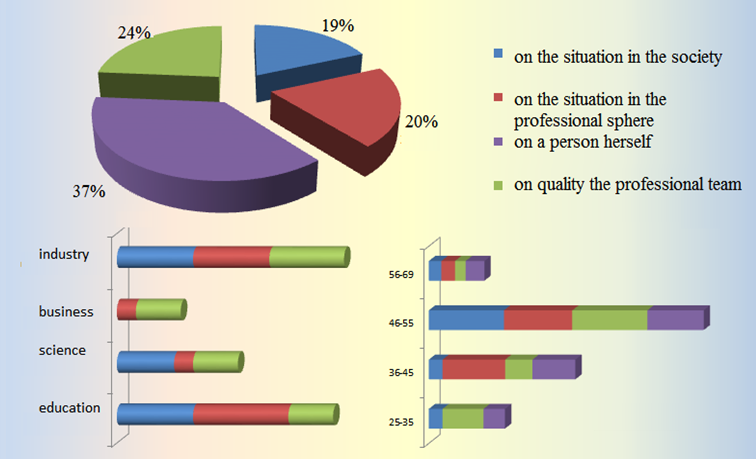 24%
19%
20%
37%
on the situation in the society
on the situation in the
professional sphere
on a person herself
on quality the professional team
industry
business
science
education
56-69
46-55
36-45
25-35